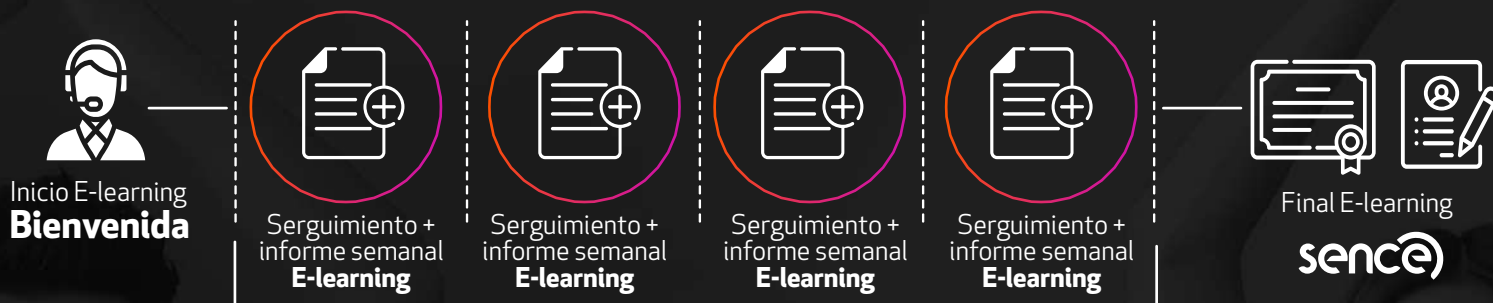 Inicio E-learning
Bienvenida
Serguimiento +
informe semanal
E-learning
Serguimiento +
informe semanal
E-learning
Serguimiento +
informe semanal
E-learning
Serguimiento +
informe semanal
E-learning
Final E-learning
sence